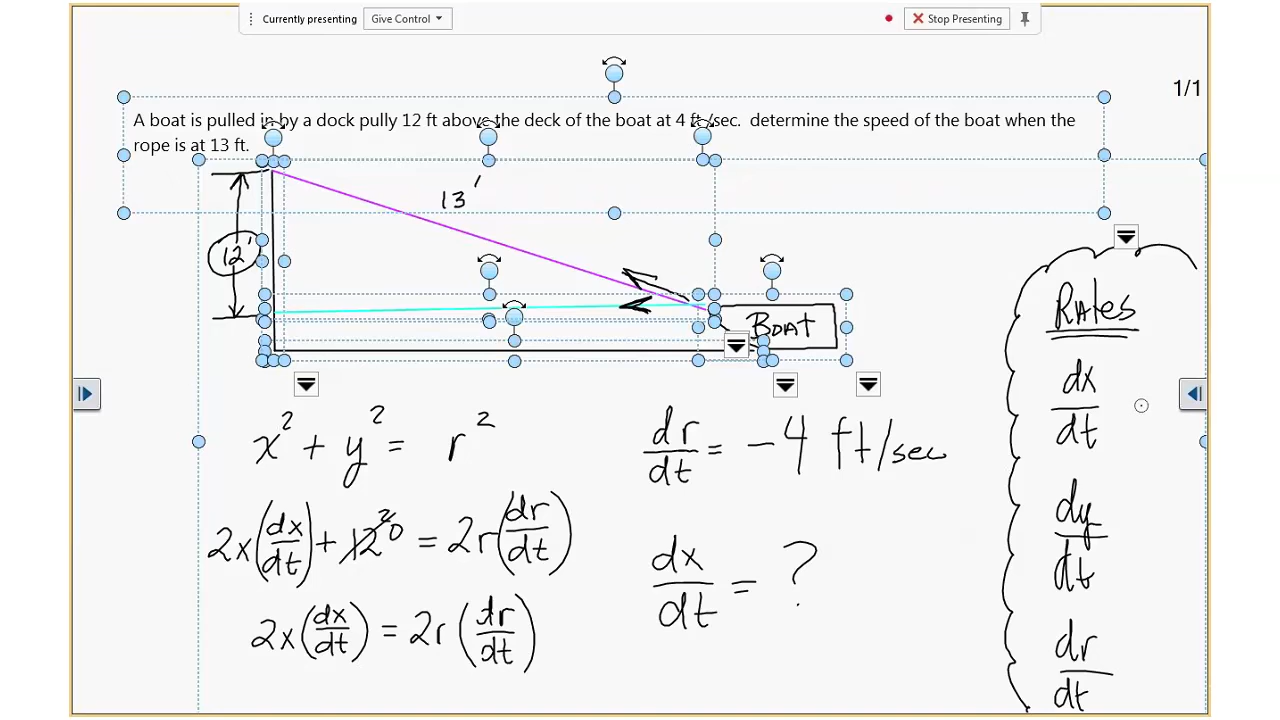 Currently presenting Give Control Stop Presenting
1/1
A boat is pulled in by a dock pully 12 ft above the deck of the boat at 4 ft /sec. determine the speed of the boat when the
rope is at 13 ft.
13'
12'
BOAT
Rates
dx/dt
dy/dt
dr/dt
x² + y² = r²
dr/dt = -4 ft/sec
2x(dx/dt) + 12² 0 = 2r(dr/dt)
dx/dt = ?
2x(dx/dt) = 2r(dr/dt)